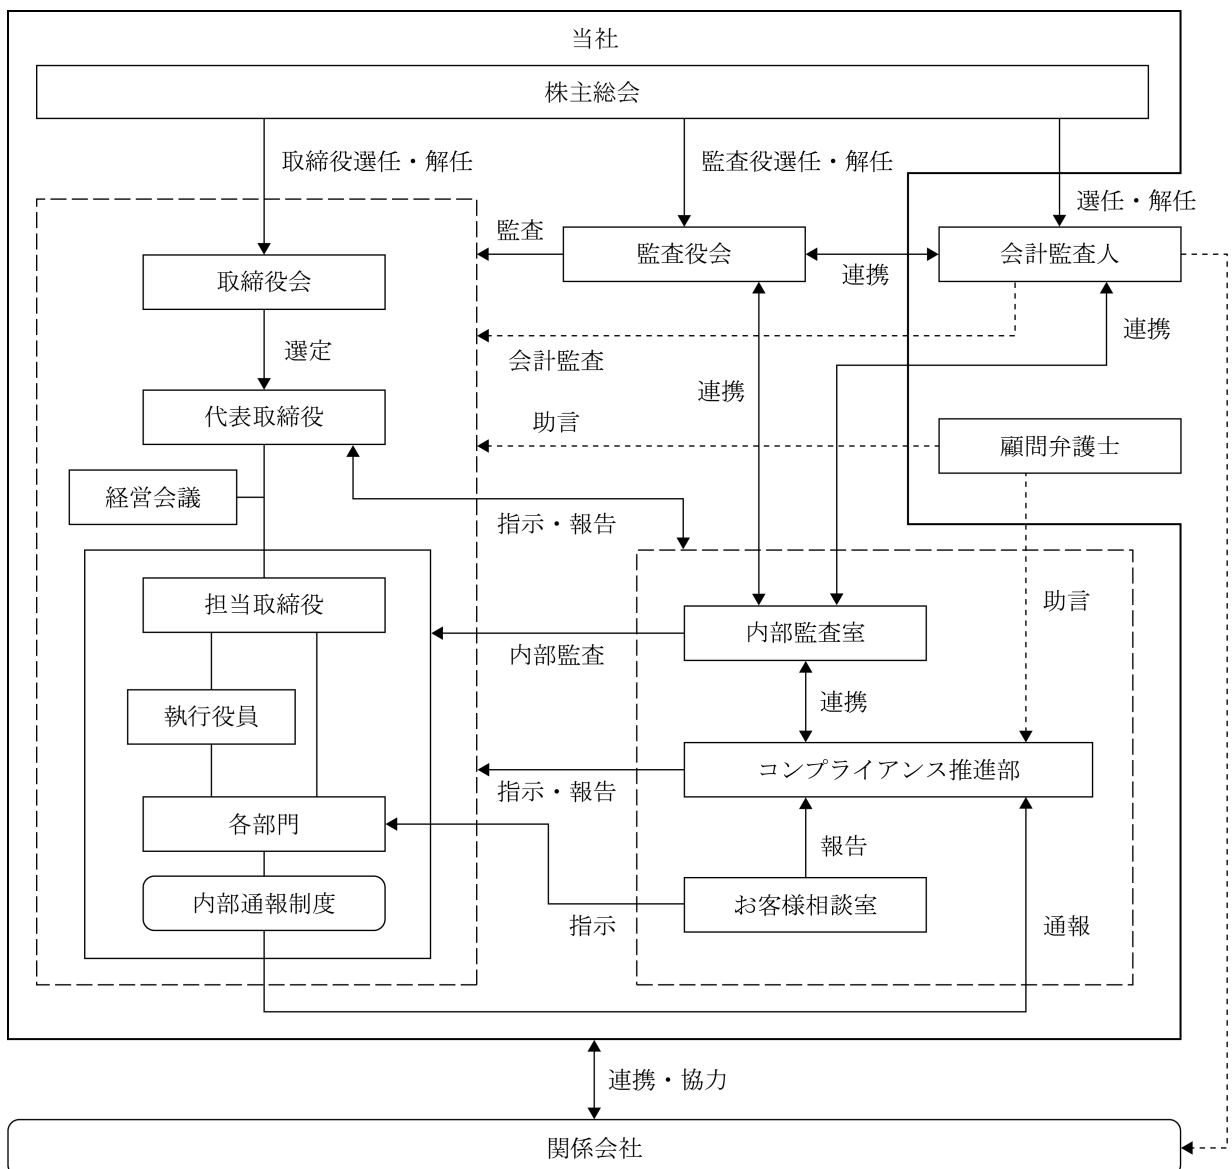 当社
株主総会
取締役選任・解任
監査役選任・解任
選任・解任
監査
監査役会
会計監査人
取締役会
連携
連携
選定
会計監査
連携
代表取締役
助言
顧問弁護士
経営会議
指示・報告
担当取締役
助言
内部監査室
内部監査
執行役員
連携
コンプライアンス推進部
指示・報告
各部門
報告
内部通報制度
お客様相談室
指示
通報
連携・協力
関係会社